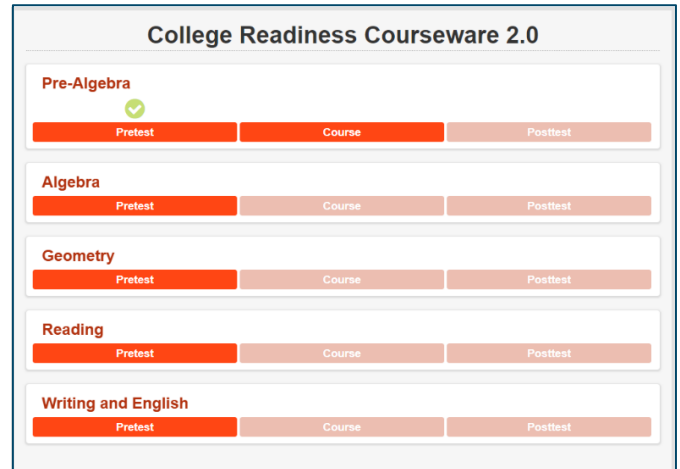 College Readiness Courseware 2.0
Pre-Algebra
Pretest Course Posttest
Algebra
Pretest Course Posttest
Geometry
Pretest Course Posttest
Reading
Pretest Course Posttest
Writing and English
Pretest Course Posttest